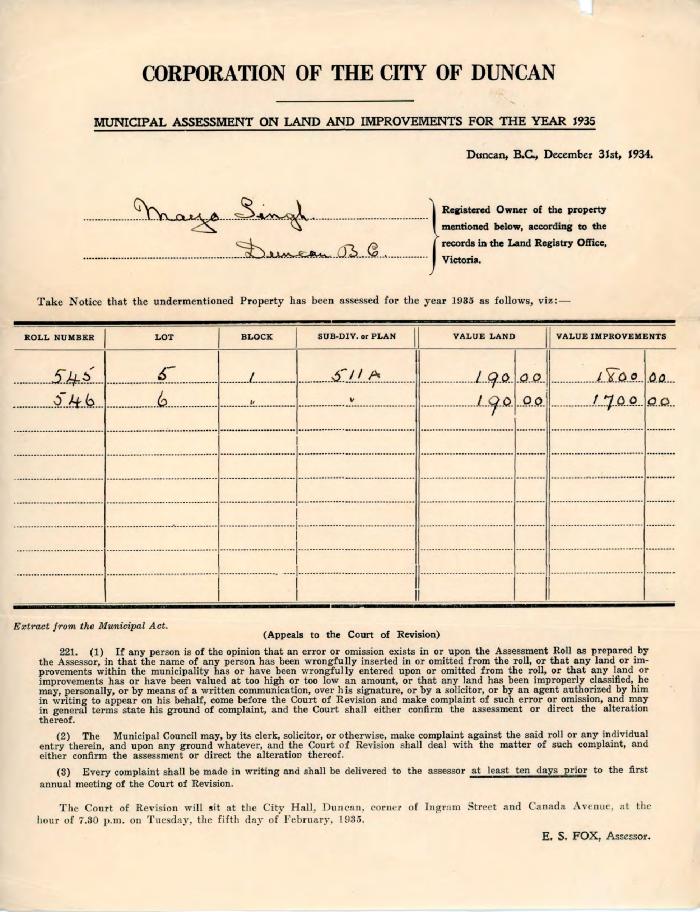 CORPORATION OF THE CITY OF DUNCAN
MUNICIPAL ASSESSMENT ON LAND AND IMPROVEMENTS FOR THE YEAR 1935
Duncan, B.C., December 31st, 1934.
Mayo Singh
Duncan B.C.
Registered Owner of the property
mentioned below, according to the
records in the Land Registry Office,
Victoria.
Take Notice that the undermentioned Property has been assessed for the year 1935 as follows, viz:—
ROLL NUMBER LOT BLOCK SUB-DIV. or PLAN VALUE LAND VALUE IMPROVEMENTS
545 5 1 511A 190 00 1800 00
546 6 " " 190 00 1700 00
Extract from the Municipal Act.
(Appeals to the Court of Revision)
221. (1) If any person is of the opinion that an error or omission exists in or upon the Assessment Roll as prepared by
the Assessor, in that the name of any person has been wrongfully inserted in or omitted from the roll, or that any land or im-
provements within the municipality has or have been wrongfully entered upon or omitted from the roll, or that any land or
improvements has or have been valued at too high or too low an amount, or that any land has been improperly classified, he
may, personally, or by means of a written communication, over his signature, or by a solicitor, or by an agent authorized by him
in writing to appear on his behalf, come before the Court of Revision and make complaint of such error or omission, and may
in general terms state his ground of complaint, and the Court shall either confirm the assessment or direct the alteration
thereof.
(2) The Municipal Council may, by its clerk, solicitor, or otherwise, make complaint against the said roll or any individual
entry therein, and upon any ground whatever, and the Court of Revision shall deal with the matter of such complaint, and
either confirm the assessment or direct the alteration thereof.
(3) Every complaint shall be made in writing and shall be delivered to the assessor at least ten days prior to the first
annual meeting of the Court of Revision.
The Court of Revision will sit at the City Hall, Duncan, corner of Ingram Street and Canada Avenue, at the
hour of 7.30 p.m. on Tuesday, the fifth day of February, 1935.
E. S. FOX, Assessor.